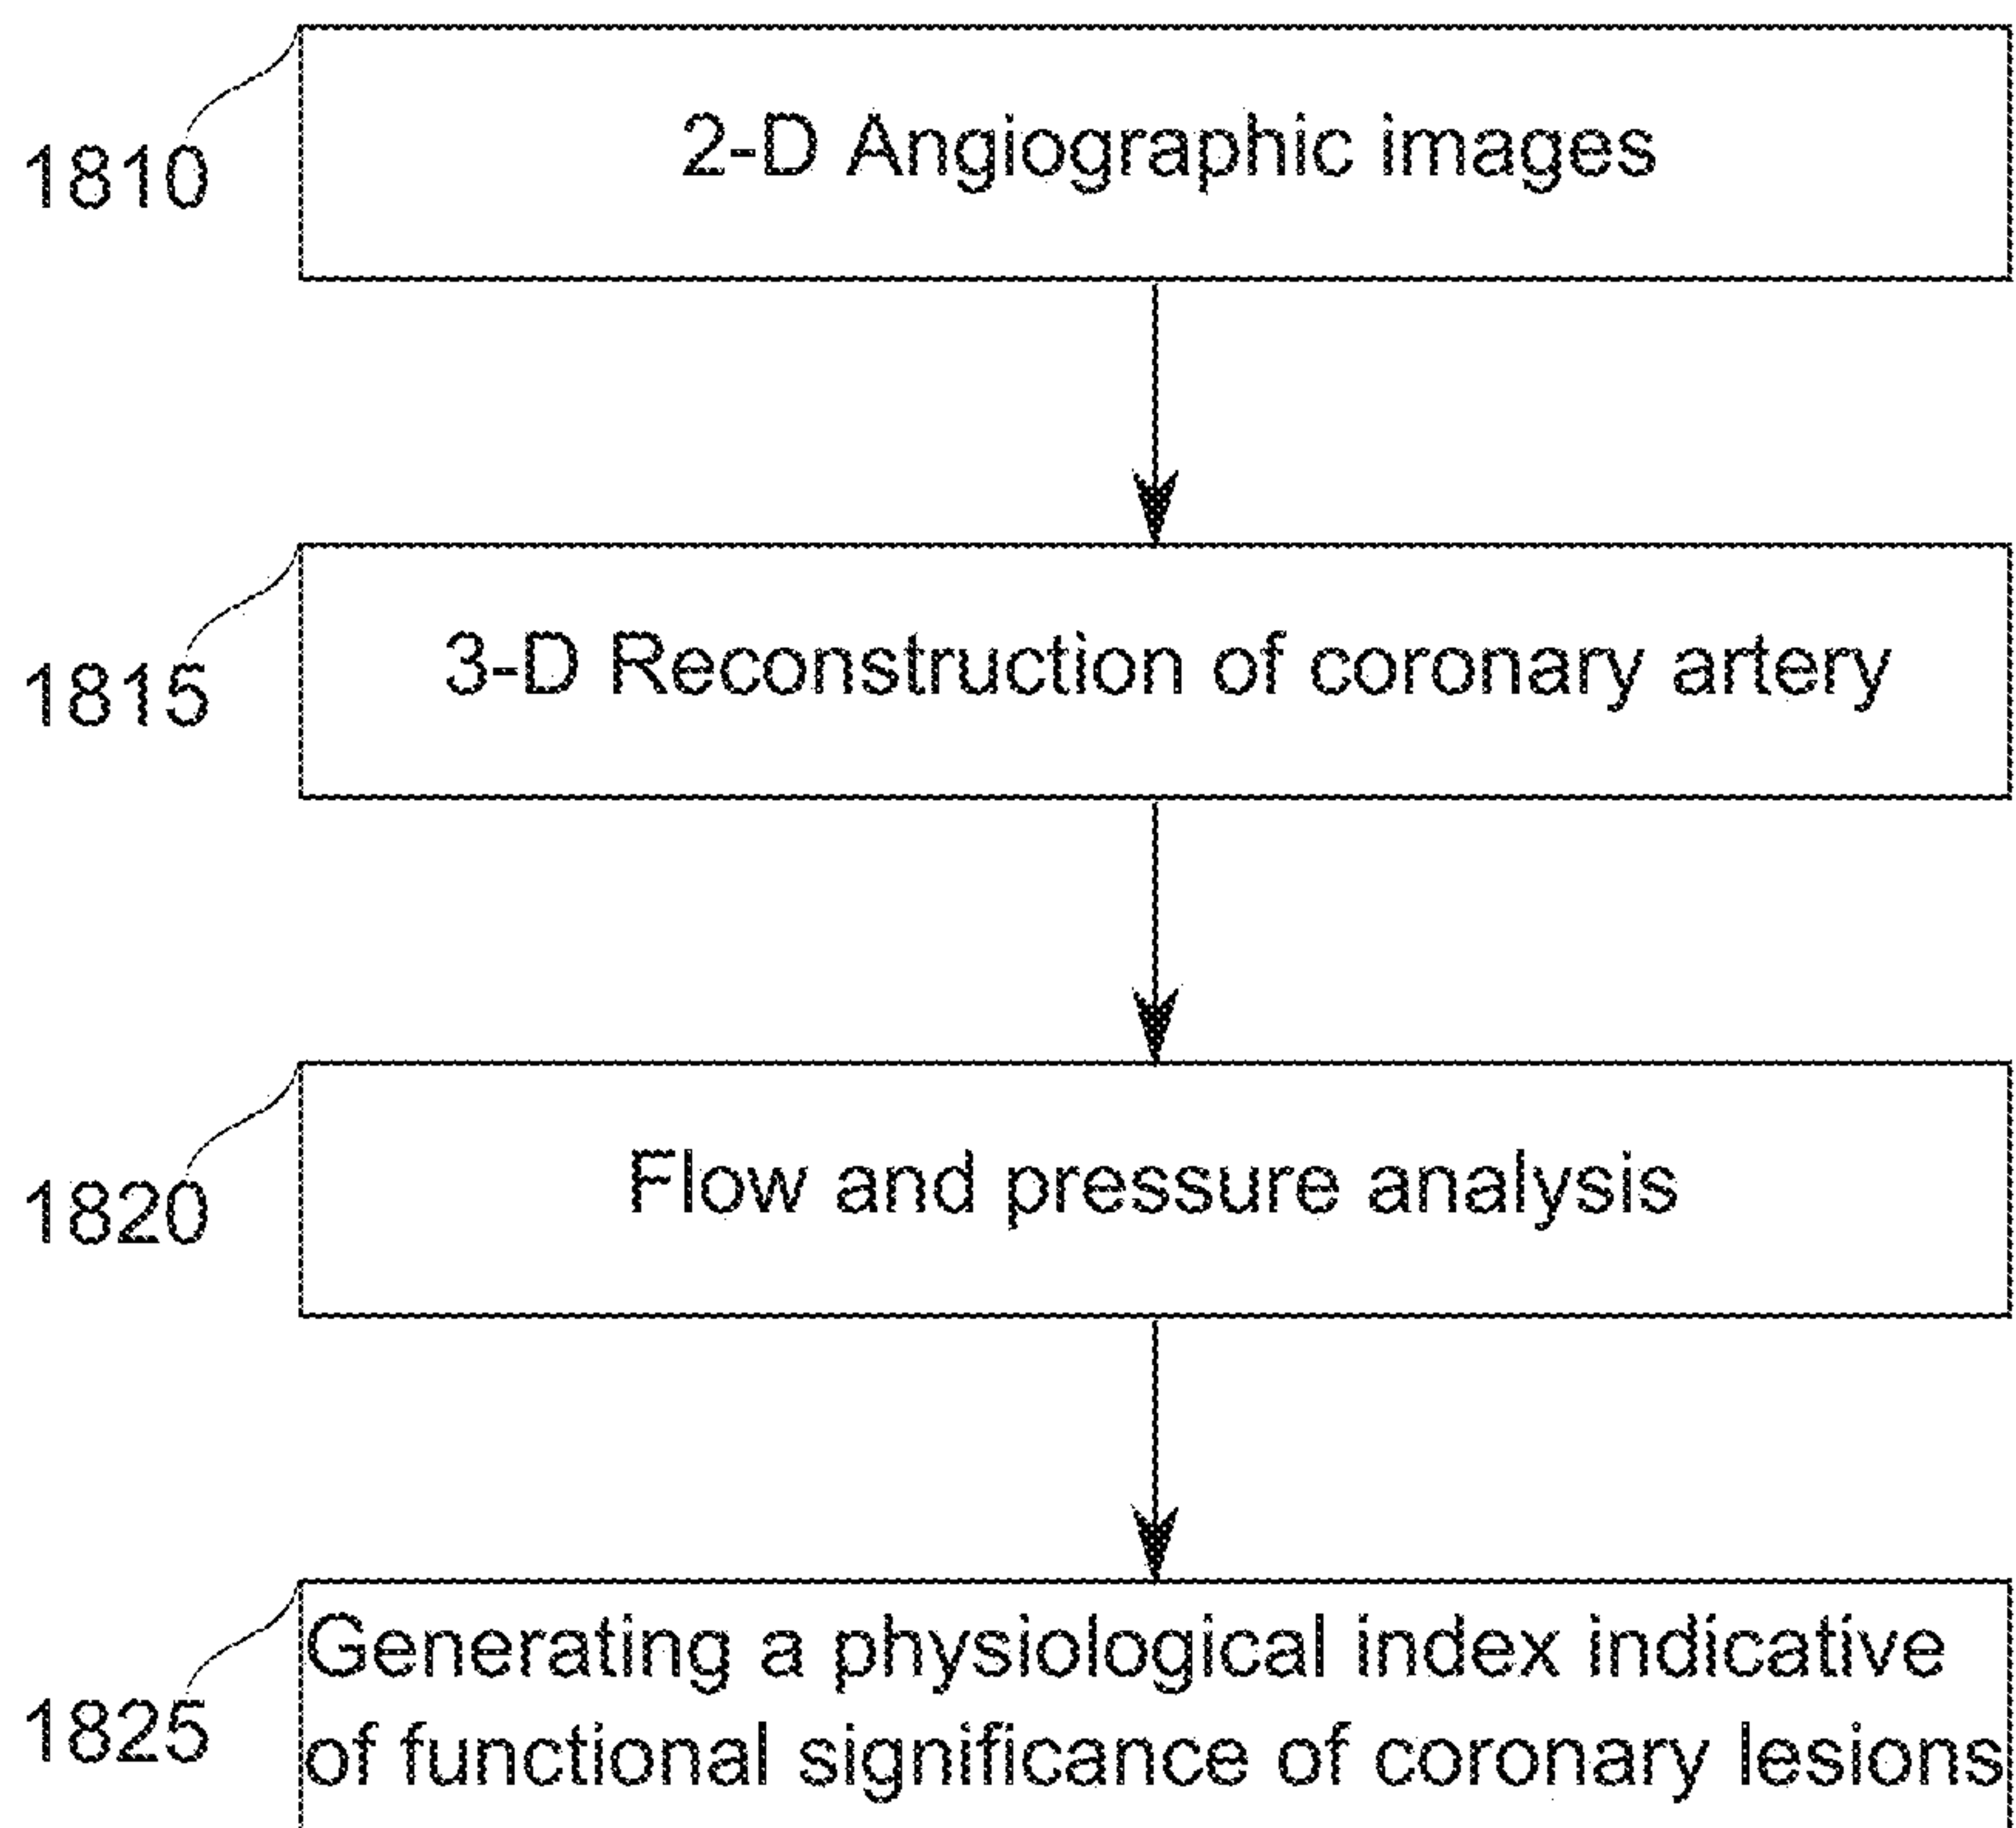 1810
2-D Angiographic images
1815
3-D Reconstruction of coronary artery
1820
Flow and pressure analysis
1825
Generating a physiological index indicative
of functional significance of coronary lesions